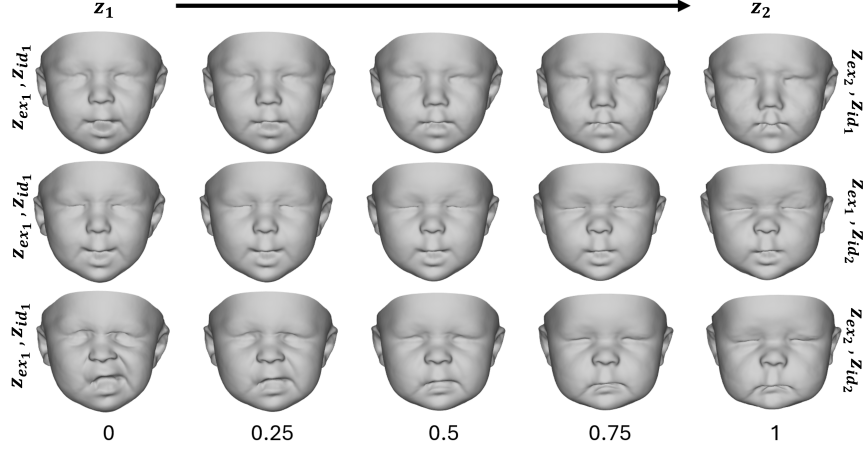 z1 z2
zex1, zid1
zex2, zid1
zex1, zid1
zex1, zid2
zex1, zid1
zex2, zid2
0 0.25 0.5 0.75 1